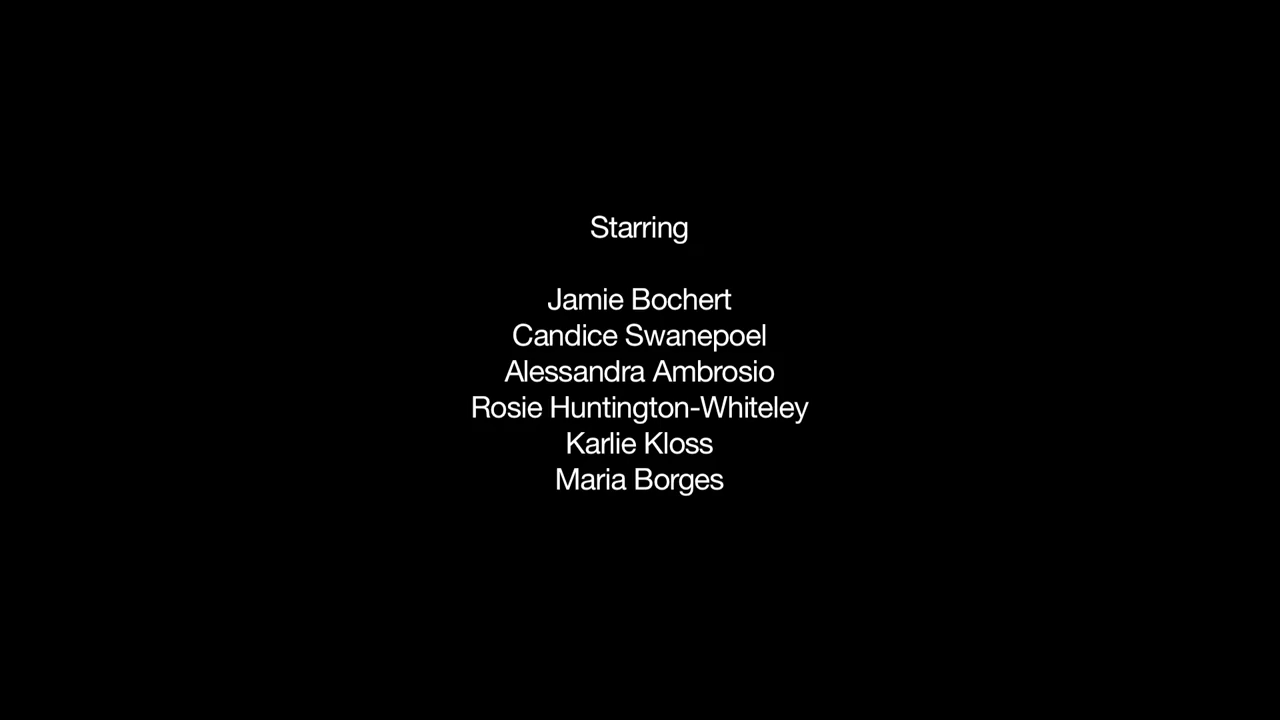 Starring
Jamie Bochert
Candice Swanepoel
Alessandra Ambrosio
Rosie Huntington-Whiteley
Karlie Kloss
Maria Borges